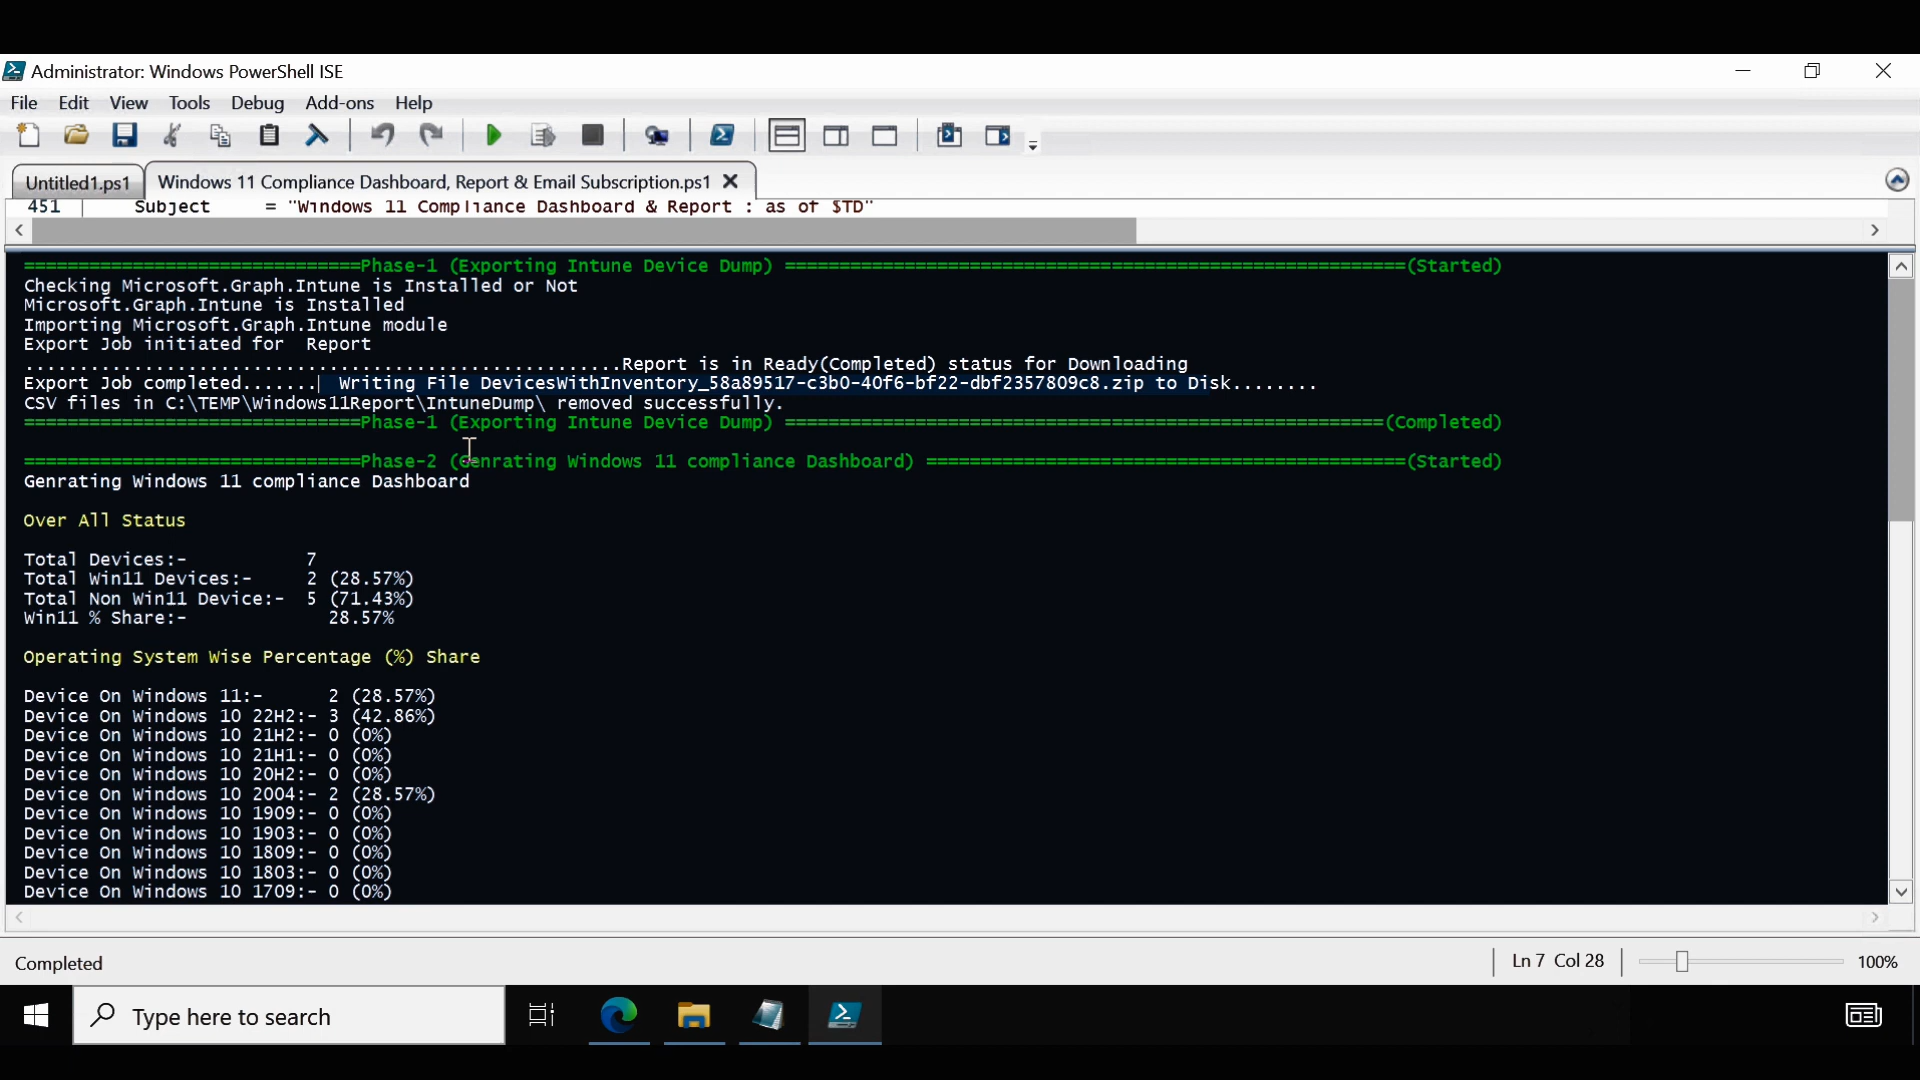 Administrator: Windows PowerShell ISE
File Edit View Tools Debug Add-ons Help
Untitled1.ps1 Windows 11 Compliance Dashboard, Report & Email Subscription.ps1
451 Subject = "Windows 11 Compliance Dashboard & Report : as of $TD"
===============================Phase-1 (Exporting Intune Device Dump) =========================================================(Started)
Checking Microsoft.Graph.Intune is Installed or Not
Microsoft.Graph.Intune is Installed
Importing Microsoft.Graph.Intune module
Export Job initiated for  Report
.......................................................Report is in Ready(Completed) status for Downloading
Export Job completed.......|  Writing File DevicesWithInventory_58a89517-c3b0-40f6-bf22-dbf2357809c8.zip to Disk........
CSV files in C:\TEMP\Windows11Report\IntuneDump\ removed successfully.
===============================Phase-1 (Exporting Intune Device Dump) =======================================================(Completed)
===============================Phase-2 (Genrating Windows 11 compliance Dashboard) ============================================(Started)
Genrating Windows 11 compliance Dashboard
Over All Status
Total Devices:- 7
Total Win11 Devices:- 2 (28.57%)
Total Non Win11 Device:- 5 (71.43%)
Win11 % Share:- 28.57%
Operating System Wise Percentage (%) Share
Device On Windows 11:- 2 (28.57%)
Device On Windows 10 22H2:- 3 (42.86%)
Device On Windows 10 21H2:- 0 (0%)
Device On Windows 10 21H1:- 0 (0%)
Device On Windows 10 20H2:- 0 (0%)
Device On Windows 10 2004:- 2 (28.57%)
Device On Windows 10 1909:- 0 (0%)
Device On Windows 10 1903:- 0 (0%)
Device On Windows 10 1809:- 0 (0%)
Device On Windows 10 1803:- 0 (0%)
Device On Windows 10 1709:- 0 (0%)
Completed Ln 7 Col 28 100%
Type here to search